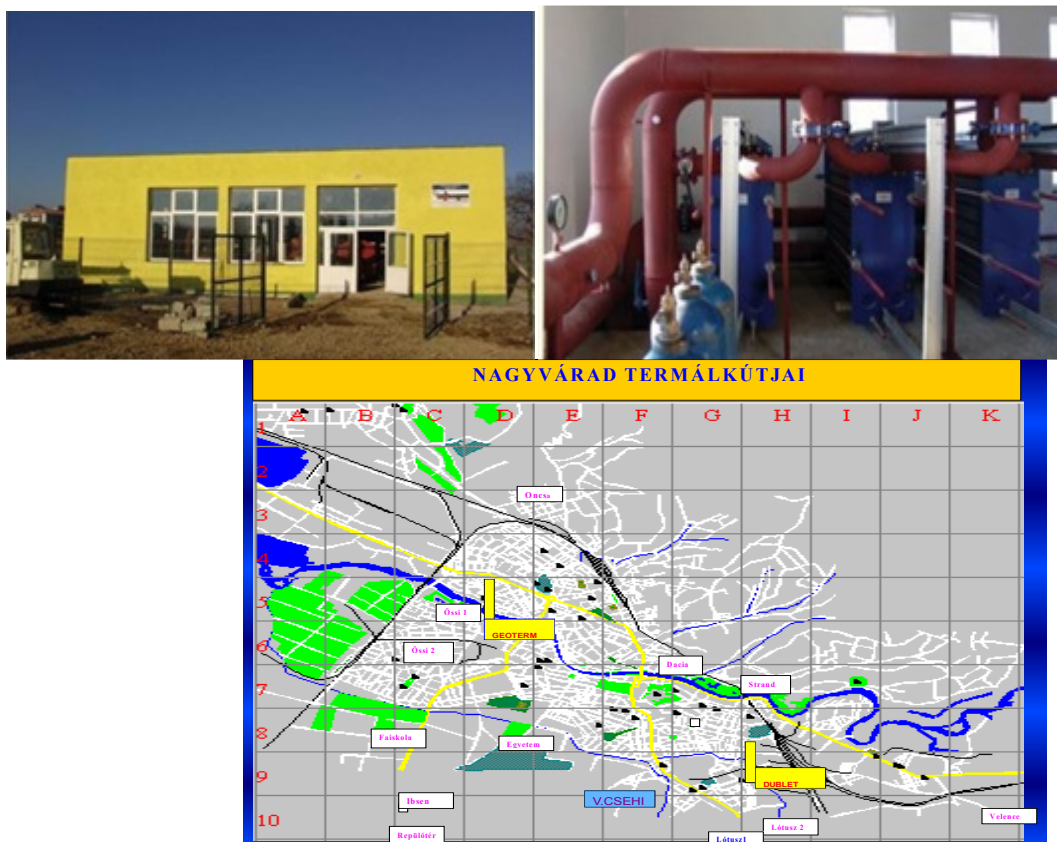 NAGYVÁRAD TERMÁLKÚTJAI
A B C D E F G H I J K
1
2
Oncsa
3
4
5
Össi 1
GEOTERM
6
Össi 2
Dacia
7
Strand
8
Faiskola
Egyetem
9
DUBLET
Ibsen
V.CSEHI
10
Repülőtér
Lótusz1
Lótusz 2
Velence